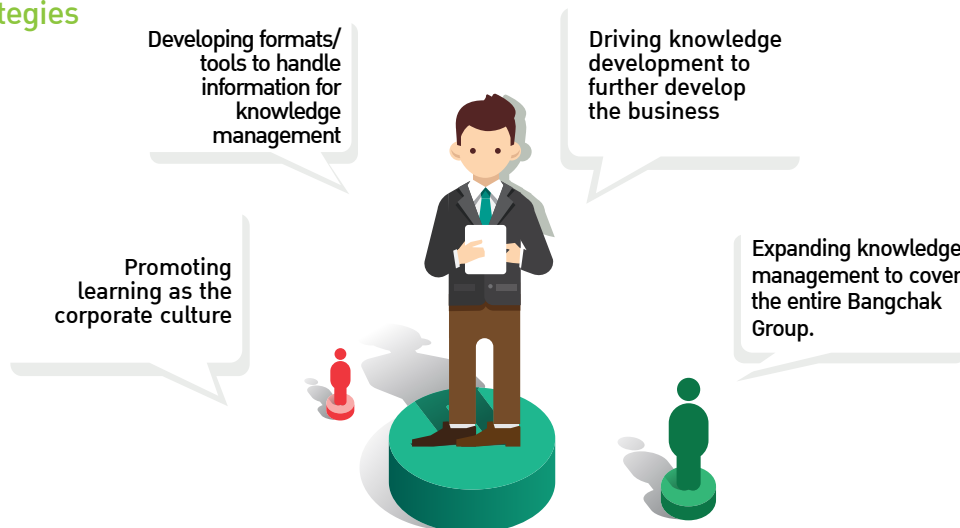 tegies
Developing formats/
tools to handle
information for
knowledge
management
Driving knowledge
development to
further develop
the business
Promoting
learning as the
corporate culture
Expanding knowledge
management to cover
the entire Bangchak
Group.